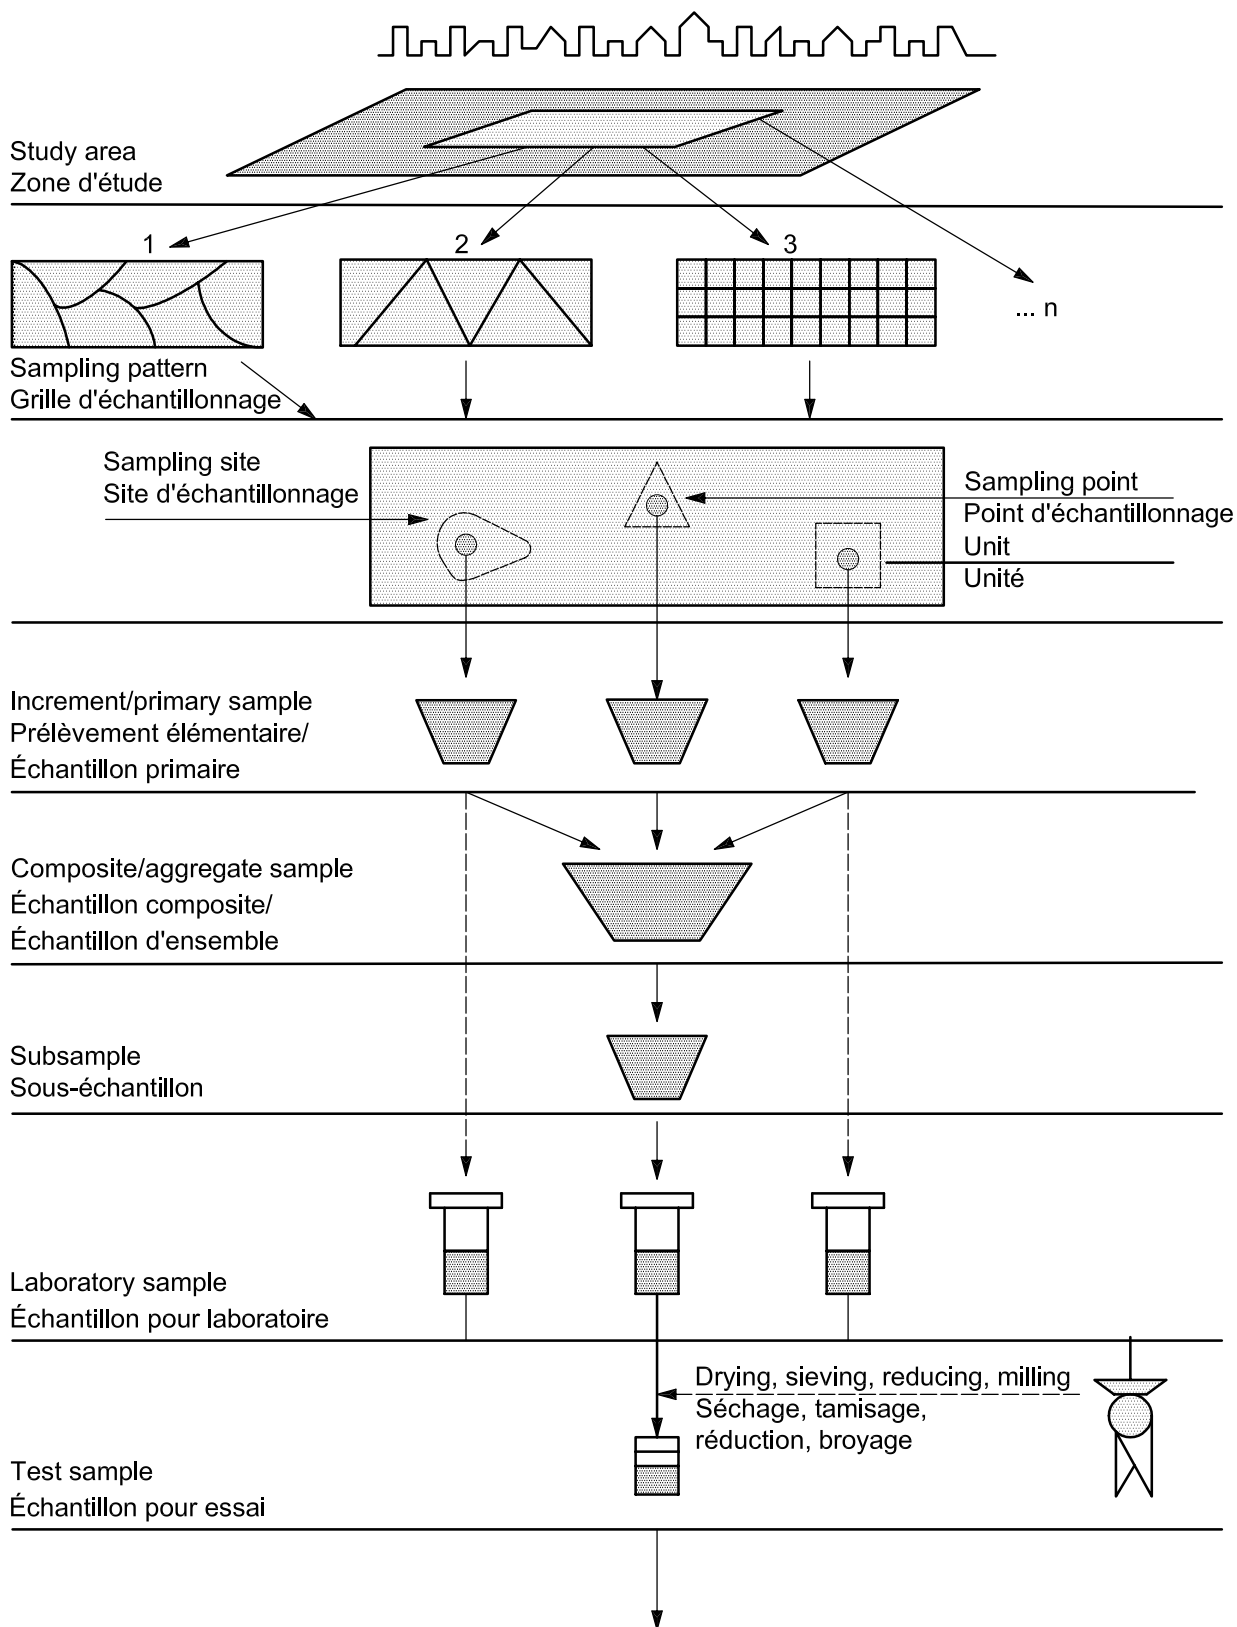 Study area
Zone d'étude
1
2
3
... n
Sampling pattern
Grille d'échantillonnage
Sampling site
Site d'échantillonnage
Sampling point
Point d'échantillonnage
Unit
Unité
Increment/primary sample
Prélèvement élémentaire/
Échantillon primaire
Composite/aggregate sample
Échantillon composite/
Échantillon d'ensemble
Subsample
Sous-échantillon
Laboratory sample
Échantillon pour laboratoire
Drying, sieving, reducing, milling
Séchage, tamisage,
réduction, broyage
Test sample
Échantillon pour essai